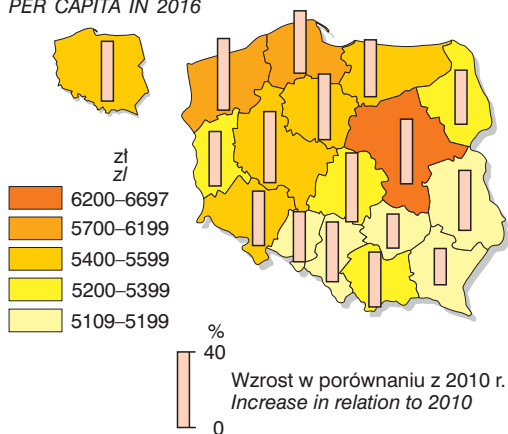 PER CAPITA IN 2016
zł
zl
6200–6697
5700–6199
5400–5599
5200–5399
5109–5199
%
40
0
Wzrost w porównaniu z 2010 r.
Increase in relation to 2010